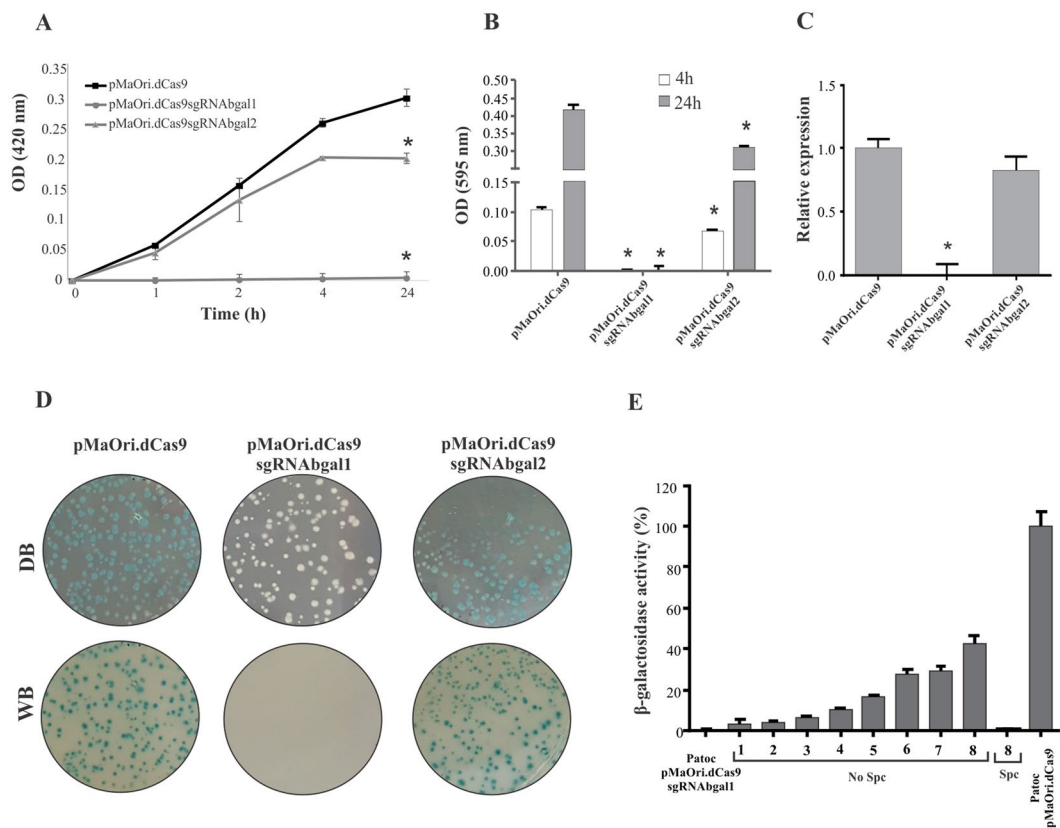 A
OD (420 nm)
0.35
0.3
0.25
0.2
0.15
0.1
0.05
0
pMaOri.dCas9
pMaOri.dCas9sgRNAbgal1
pMaOri.dCas9sgRNAbgal2
*
*
0 1 2 4 24
Time (h)
B
OD (595 nm)
0.50
0.45
0.40
0.35
0.30
0.15
0.10
0.05
0.00
4h
24h
* * * *
pMaOri.dCas9
pMaOri.dCas9
sgRNAbgal1
pMaOri.dCas9
sgRNAbgal2
C
Relative expression
1.5
1.0
0.5
0.0
*
pMaOri.dCas9
pMaOri.dCas9
sgRNAbgal1
pMaOri.dCas9
sgRNAbgal2
D
pMaOri.dCas9
pMaOri.dCas9
sgRNAbgal1
pMaOri.dCas9
sgRNAbgal2
DB
WB
E
β-galactosidase activity (%)
120
100
80
60
40
20
0
Patoc
pMaOri.dCas9
sgRNAbgal1
1 2 3 4 5 6 7 8 8
No Spc
Spc
Patoc
pMaOri.dCas9